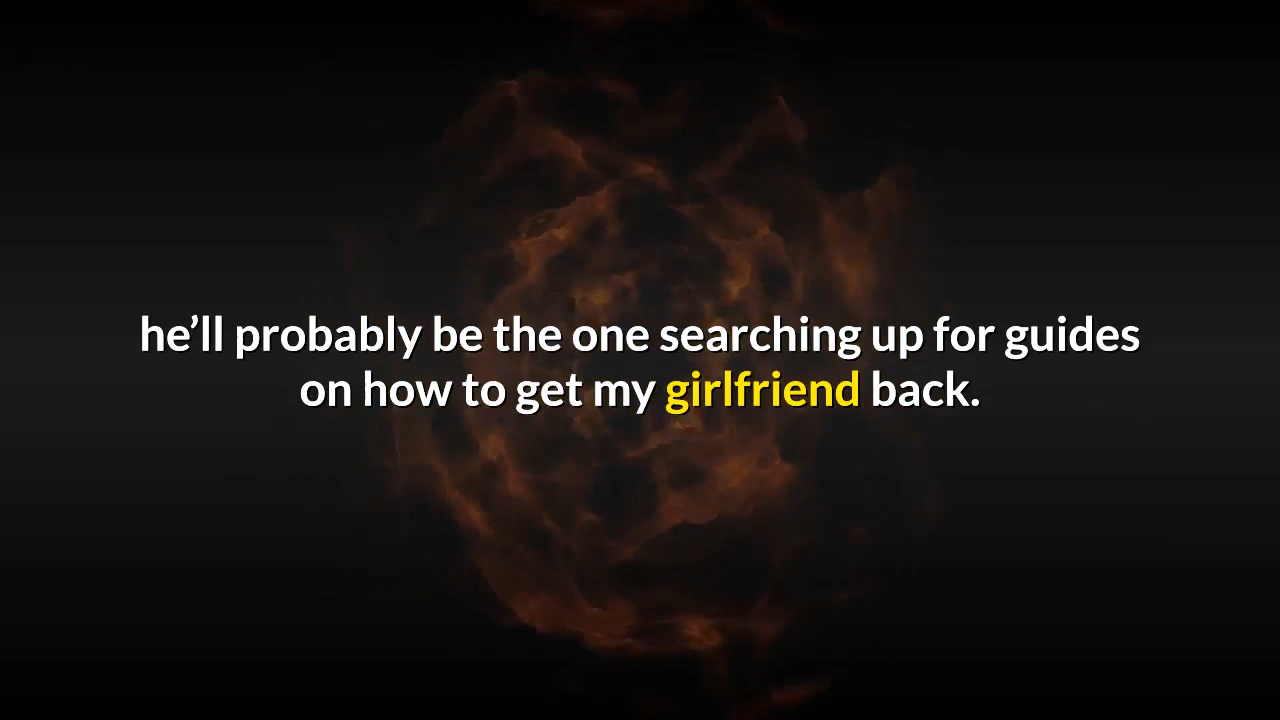 he’ll probably be the one searching up for guides
on how to get my girlfriend back.